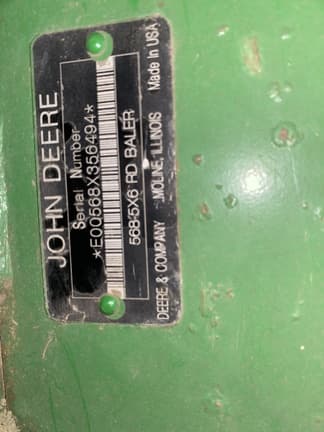 JOHN DEERE
Serial Number
*E00568X356494*
568-5X6 RD BALER
DEERE & COMPANY MOLINE, ILLINOIS Made In USA